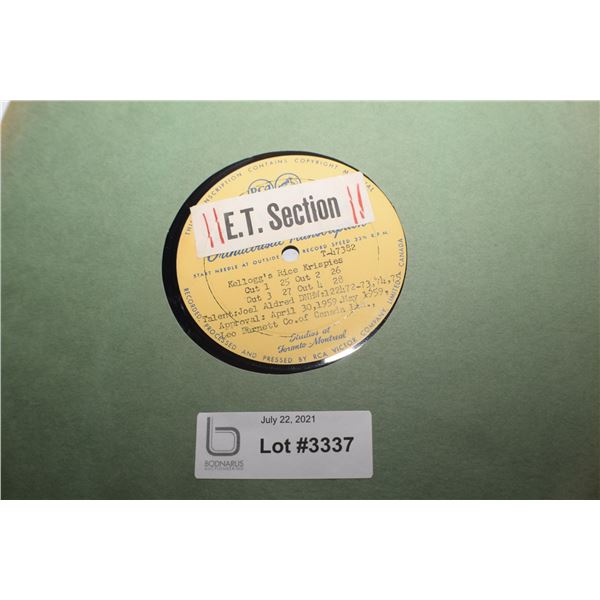 THIS TRANSCRIPTION CONTAINS COPYRIGHT MATERIAL
RCA
E.T. Section
START NEEDLE AT OUTSIDE RECORD SPEED 33⅓ R.P.M.
T-47382
Kellogg's Rice Krispies
Cut 1 25 Cut 2 26
Cut 3 27 Cut 4 28
Talent:Joel Aldred
Approval: April 30,1959.May 1959,
Leo Burnett Co.of Canada
Studios at
Toronto-Montreal
RECORDED, PROCESSED AND PRESSED BY RCA VICTOR COMPANY, LIMITED, CANADA
July 22, 2021
Lot #3337
b
BODNARUS
AUCTIONEERING